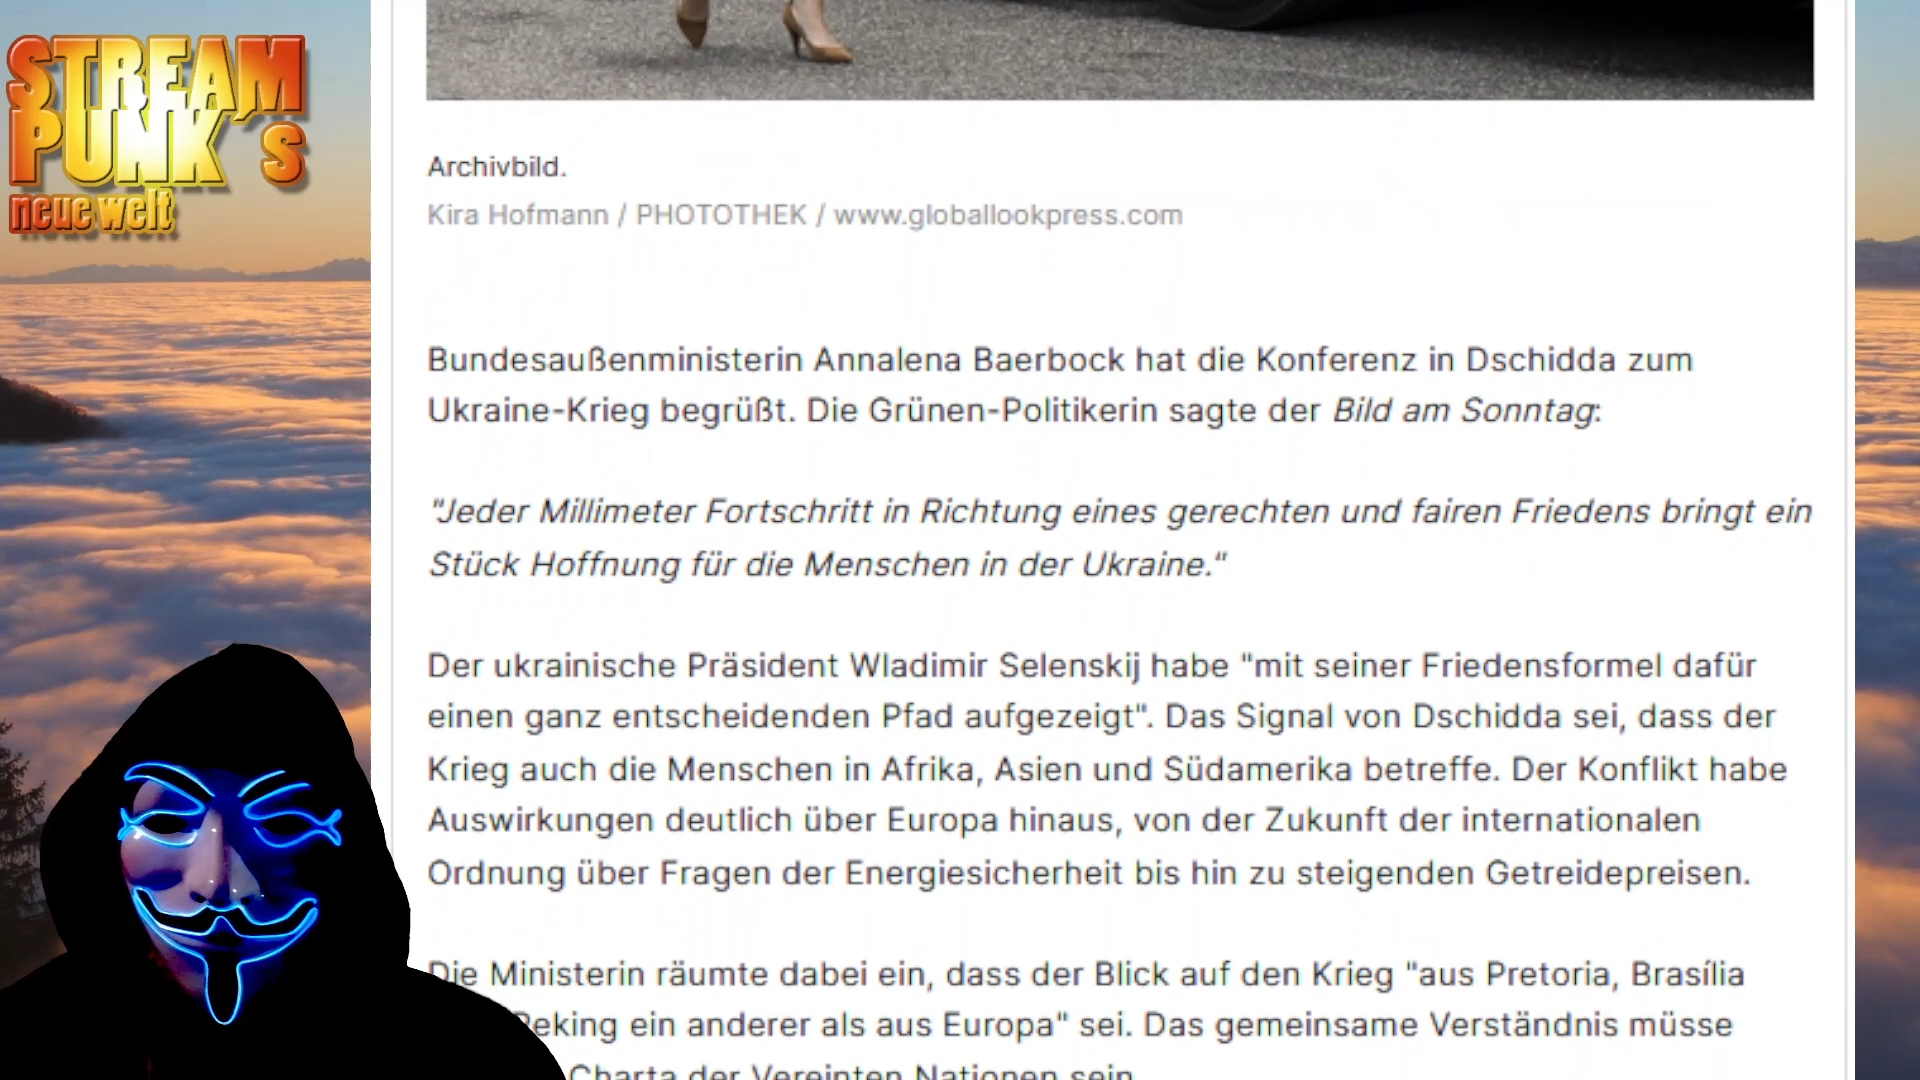 STREAM
PUNK´s
neue welt
Archivbild.
Kira Hofmann / PHOTOTHEK / www.globallookpress.com
Bundesaußenministerin Annalena Baerbock hat die Konferenz in Dschidda zum
Ukraine-Krieg begrüßt. Die Grünen-Politikerin sagte der Bild am Sonntag:
"Jeder Millimeter Fortschritt in Richtung eines gerechten und fairen Friedens bringt ein
Stück Hoffnung für die Menschen in der Ukraine."
Der ukrainische Präsident Wladimir Selenskij habe "mit seiner Friedensformel dafür
einen ganz entscheidenden Pfad aufgezeigt". Das Signal von Dschidda sei, dass der
Krieg auch die Menschen in Afrika, Asien und Südamerika betreffe. Der Konflikt habe
Auswirkungen deutlich über Europa hinaus, von der Zukunft der internationalen
Ordnung über Fragen der Energiesicherheit bis hin zu steigenden Getreidepreisen.
Die Ministerin räumte dabei ein, dass der Blick auf den Krieg "aus Pretoria, Brasília
Peking ein anderer als aus Europa" sei. Das gemeinsame Verständnis müsse
Charta der Vereinten Nationen sein